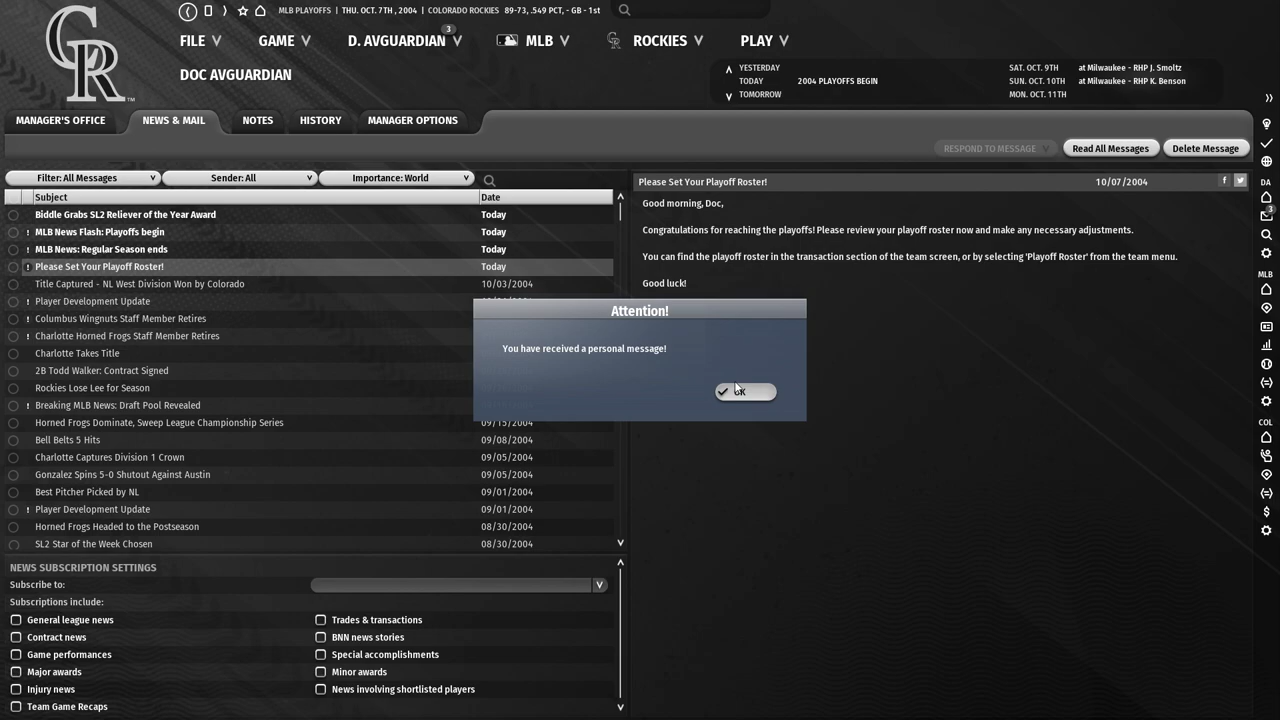 MLB PLAYOFFS | THU. OCT. 7TH , 2004 | COLORADO ROCKIES 89-73, .549 PCT, - GB - 1st
CR
TM
3
FILE
GAME
D. AVGUARDIAN
MLB
ROCKIES
PLAY
DOC AVGUARDIAN
YESTERDAY
TODAY 2004 PLAYOFFS BEGIN
TOMORROW
SAT. OCT. 9TH at Milwaukee - RHP J. Smoltz
SUN. OCT. 10TH at Milwaukee - RHP K. Benson
MON. OCT. 11TH
MANAGER'S OFFICE
NEWS & MAIL
NOTES
HISTORY
MANAGER OPTIONS
RESPOND TO MESSAGE
Read All Messages
Delete Message
Filter: All Messages
Sender: All
Importance: World
Subject Date
Biddle Grabs SL2 Reliever of the Year Award Today
! MLB News Flash: Playoffs begin Today
! MLB News: Regular Season ends Today
! Please Set Your Playoff Roster! Today
Title Captured - NL West Division Won by Colorado 10/03/2004
! Player Development Update
! Columbus Wingnuts Staff Member Retires
! Charlotte Horned Frogs Staff Member Retires
Charlotte Takes Title
2B Todd Walker: Contract Signed
Rockies Lose Lee for Season
! Breaking MLB News: Draft Pool Revealed
Horned Frogs Dominate, Sweep League Championship Series 09/15/2004
Bell Belts 5 Hits 09/08/2004
Charlotte Captures Division 1 Crown 09/05/2004
Gonzalez Spins 5-0 Shutout Against Austin 09/05/2004
Best Pitcher Picked by NL 09/01/2004
! Player Development Update 09/01/2004
Horned Frogs Headed to the Postseason 08/30/2004
SL2 Star of the Week Chosen 08/30/2004
Please Set Your Playoff Roster! 10/07/2004
f
Good morning, Doc,
Congratulations for reaching the playoffs! Please review your playoff roster now and make any necessary adjustments.
You can find the playoff roster in the transaction section of the team screen, or by selecting 'Playoff Roster' from the team menu.
Good luck!
Attention!
You have received a personal message!
OK
NEWS SUBSCRIPTION SETTINGS
Subscribe to:
Subscriptions include:
General league news
Trades & transactions
Contract news
BNN news stories
Game performances
Special accomplishments
Major awards
Minor awards
Injury news
News involving shortlisted players
Team Game Recaps
DA
3
MLB
COL
$